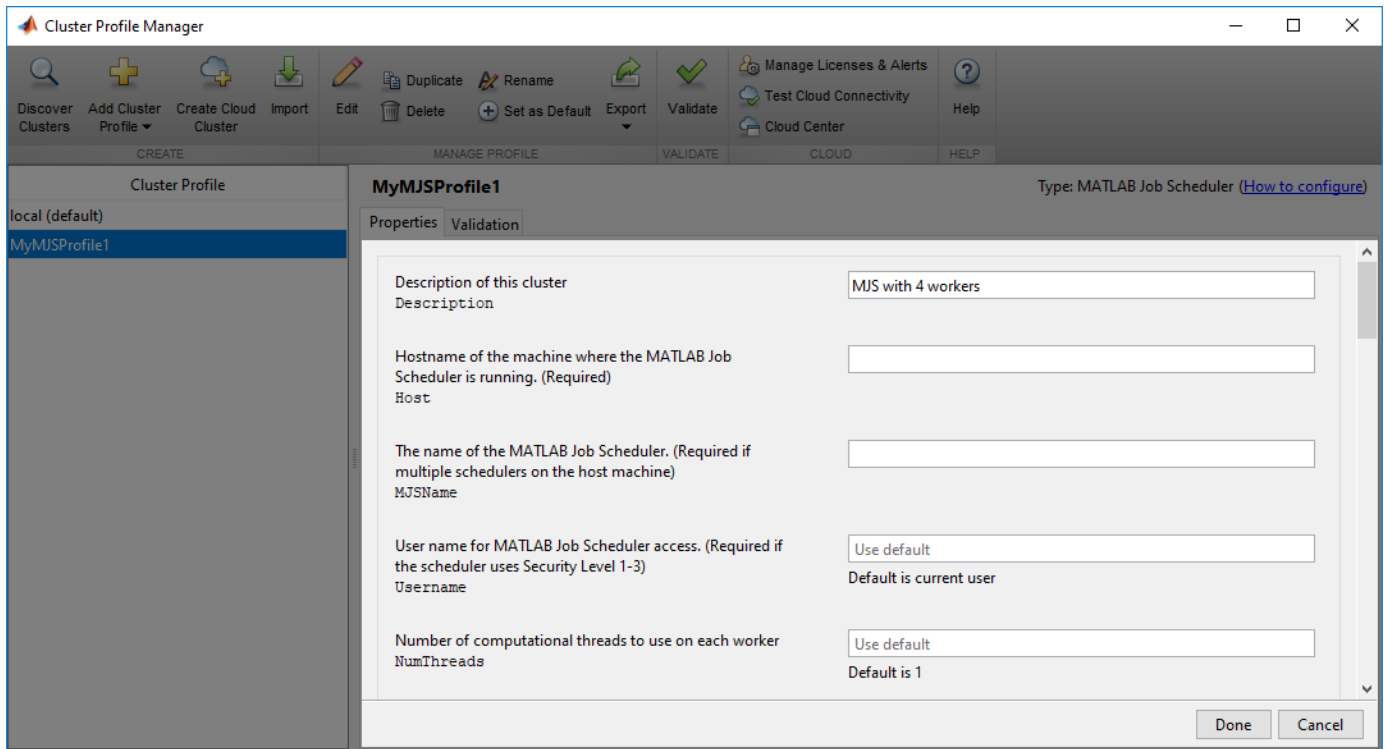 Cluster Profile Manager
Discover Clusters
Add Cluster Profile
Create Cloud Cluster
Import
CREATE
Edit
Duplicate
Delete
Rename
Set as Default
Export
MANAGE PROFILE
Validate
VALIDATE
Manage Licenses & Alerts
Test Cloud Connectivity
Cloud Center
CLOUD
Help
HELP
Cluster Profile
local (default)
MyMJSProfile1
MyMJSProfile1
Type: MATLAB Job Scheduler (How to configure)
Properties
Validation
Description of this cluster
Description
MJS with 4 workers
Hostname of the machine where the MATLAB Job
Scheduler is running. (Required)
Host
The name of the MATLAB Job Scheduler. (Required if
multiple schedulers on the host machine)
MJSName
User name for MATLAB Job Scheduler access. (Required if
the scheduler uses Security Level 1-3)
Username
Use default
Default is current user
Number of computational threads to use on each worker
NumThreads
Use default
Default is 1
Done
Cancel